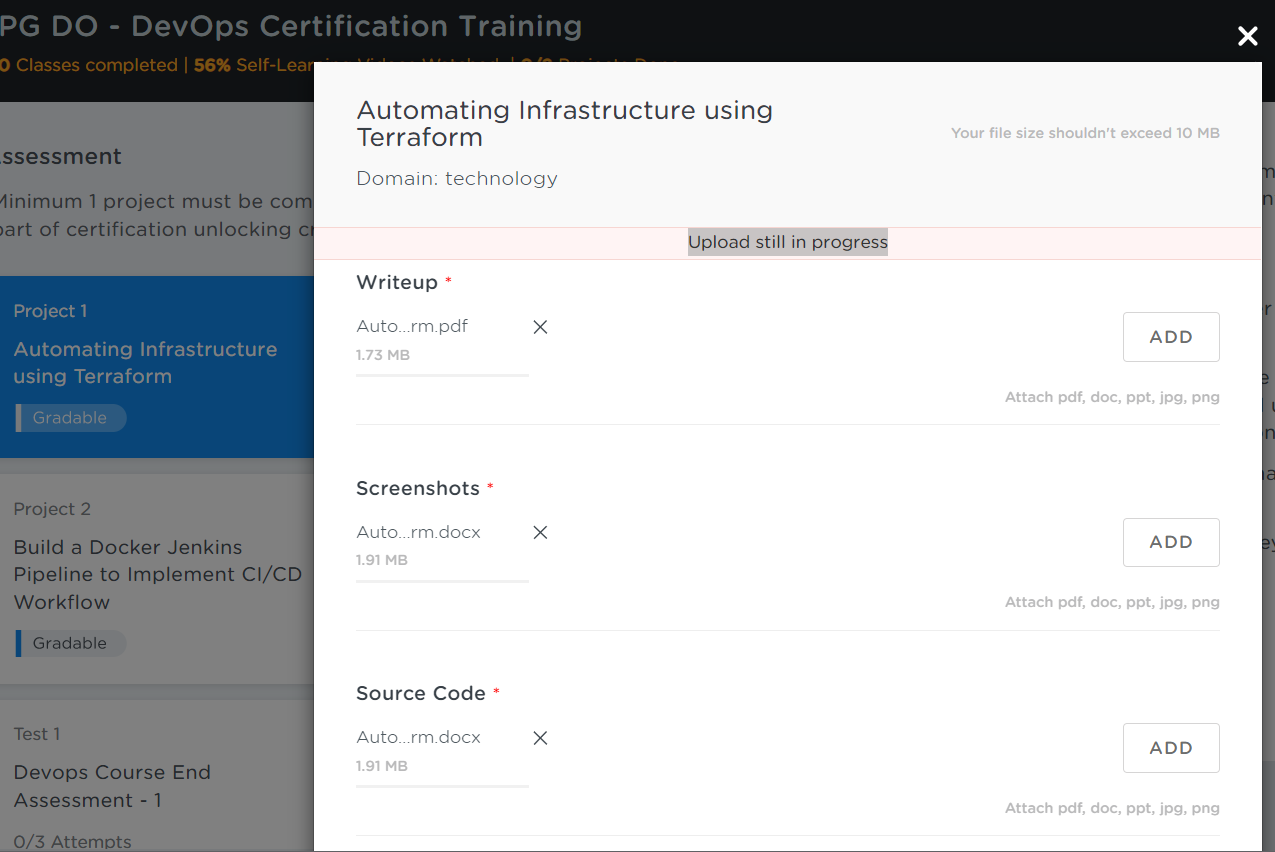 PG DO - DevOps Certification Training
0 Classes completed | 56% Self-Lear
Assessment
Minimum 1 project must be com
part of certification unlocking cr
Project 1
Automating Infrastructure
using Terraform
Gradable
Project 2
Build a Docker Jenkins
Pipeline to Implement CI/CD
Workflow
Gradable
Test 1
Devops Course End
Assessment - 1
0/3 Attempts
Automating Infrastructure using
Terraform
Your file size shouldn't exceed 10 MB
Domain: technology
Upload still in progress
Writeup *
Auto...rm.pdf
1.73 MB
ADD
Attach pdf, doc, ppt, jpg, png
Screenshots *
Auto...rm.docx
1.91 MB
ADD
Attach pdf, doc, ppt, jpg, png
Source Code *
Auto...rm.docx
1.91 MB
ADD
Attach pdf, doc, ppt, jpg, png